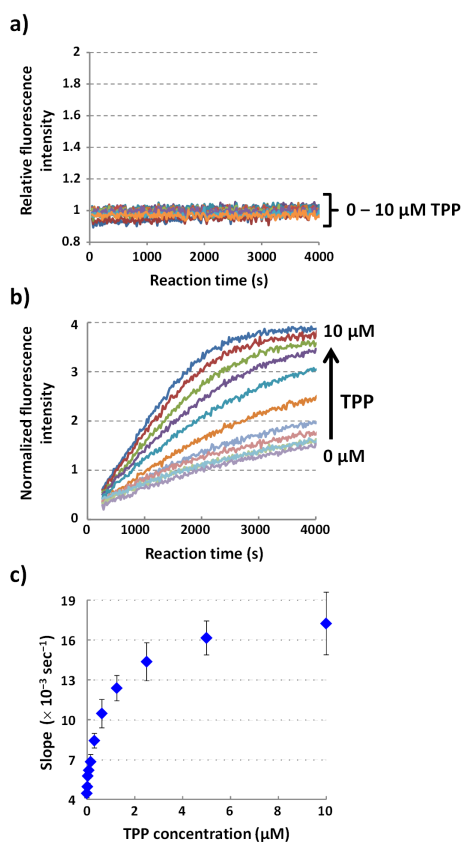 a)
Relative fluorescence
intensity
2
1.8
1.6
1.4
1.2
1
0.8
0 – 10 µM TPP
0 1000 2000 3000 4000
Reaction time (s)
b)
Normalized fluorescence
intensity
4
3
2
1
0
10 µM
TPP
0 µM
0 1000 2000 3000 4000
Reaction time (s)
c)
Slope (× 10⁻³ sec⁻¹)
19
16
13
10
7
4
0 2 4 6 8 10
TPP concentration (µM)